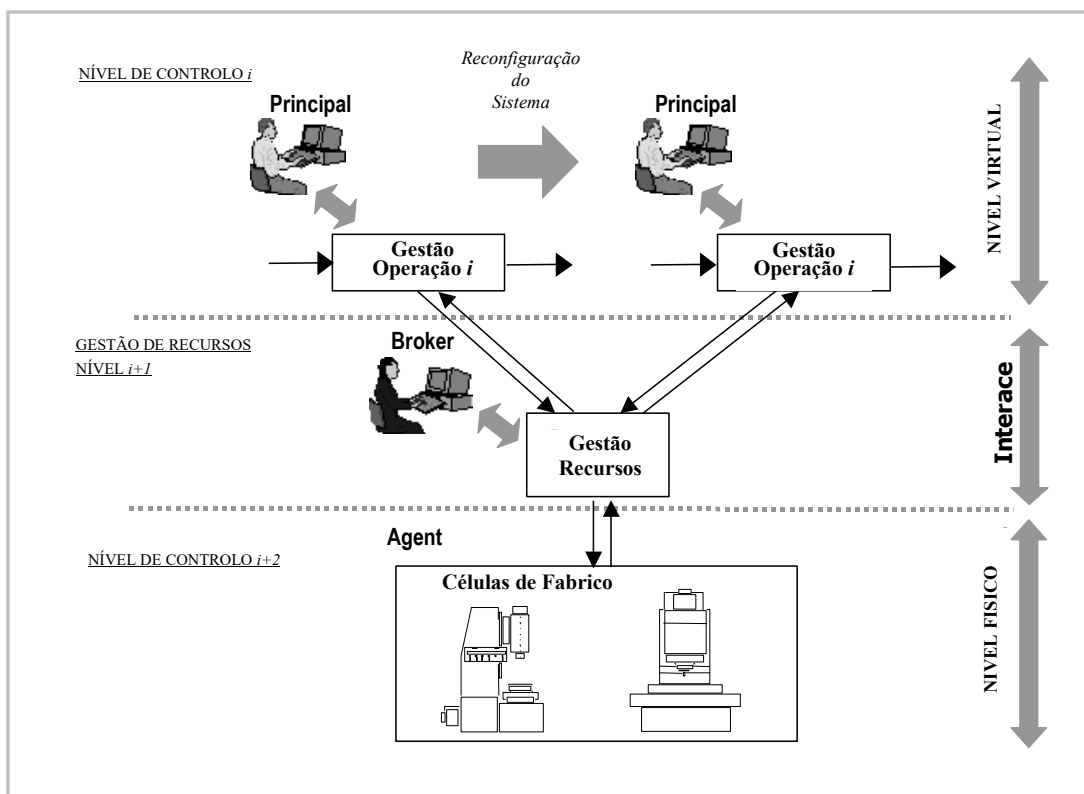 NÍVEL DE CONTROLO i
Reconfiguração
do
Sistema
Principal
Principal
NIVEL VIRTUAL
Gestão
Operação i
Gestão
Operação i
GESTÃO DE RECURSOS
NÍVEL i+1
Broker
Interace
Gestão
Recursos
Agent
NÍVEL DE CONTROLO i+2
Células de Fabrico
NIVEL FISICO